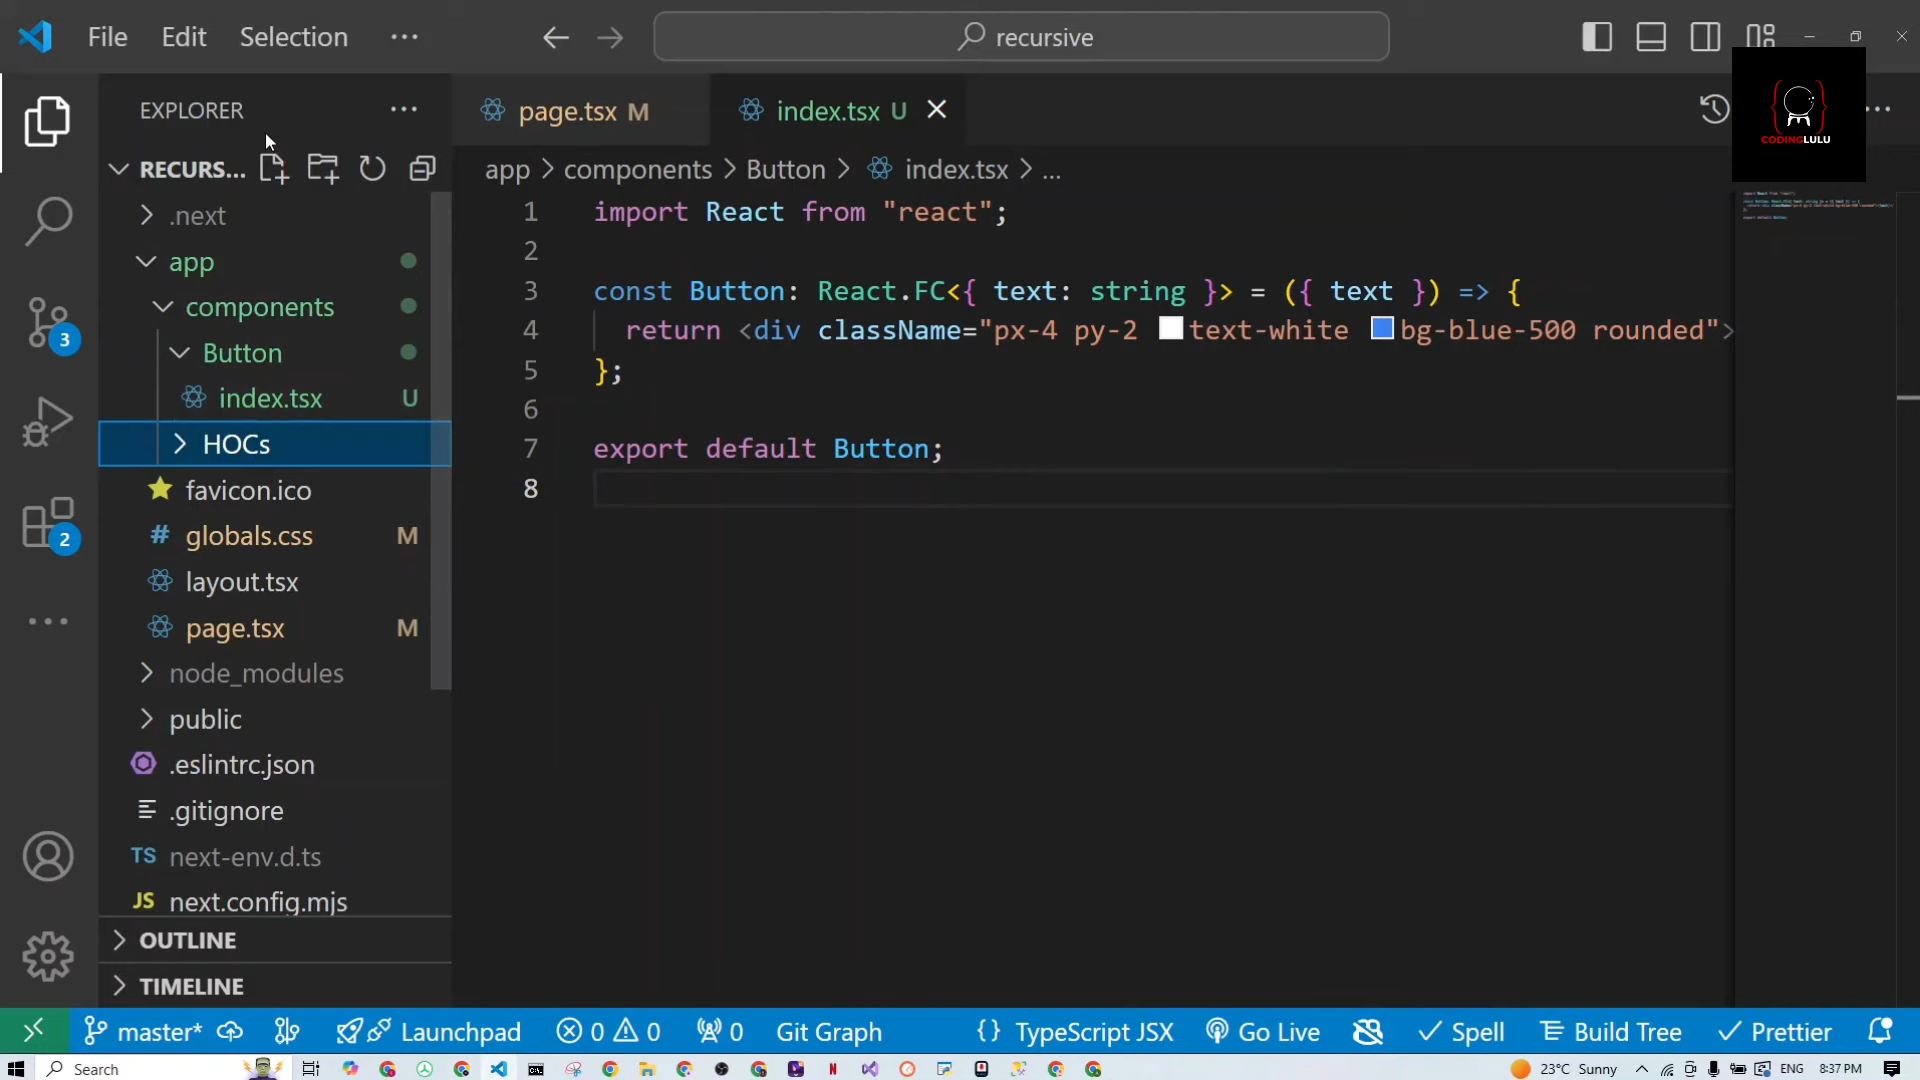 File Edit Selection ··· recursive
CODINGLULU
EXPLORER ···
page.tsx M
index.tsx U
RECURS...
app > components > Button > index.tsx > ...
.next
app
components
Button
index.tsx U
HOCs
favicon.ico
globals.css M
layout.tsx
page.tsx M
node_modules
public
.eslintrc.json
.gitignore
TS next-env.d.ts
JS next.config.mjs
OUTLINE
TIMELINE
3
2
1 import React from "react";
2
3 const Button: React.FC<{ text: string }> = ({ text }) => {
4 return <div className="px-4 py-2 text-white bg-blue-500 rounded">
5 };
6
7 export default Button;
8
master* Launchpad 0 0 0 Git Graph {} TypeScript JSX Go Live Spell Build Tree Prettier
Search 23°C Sunny ENG 8:37 PM